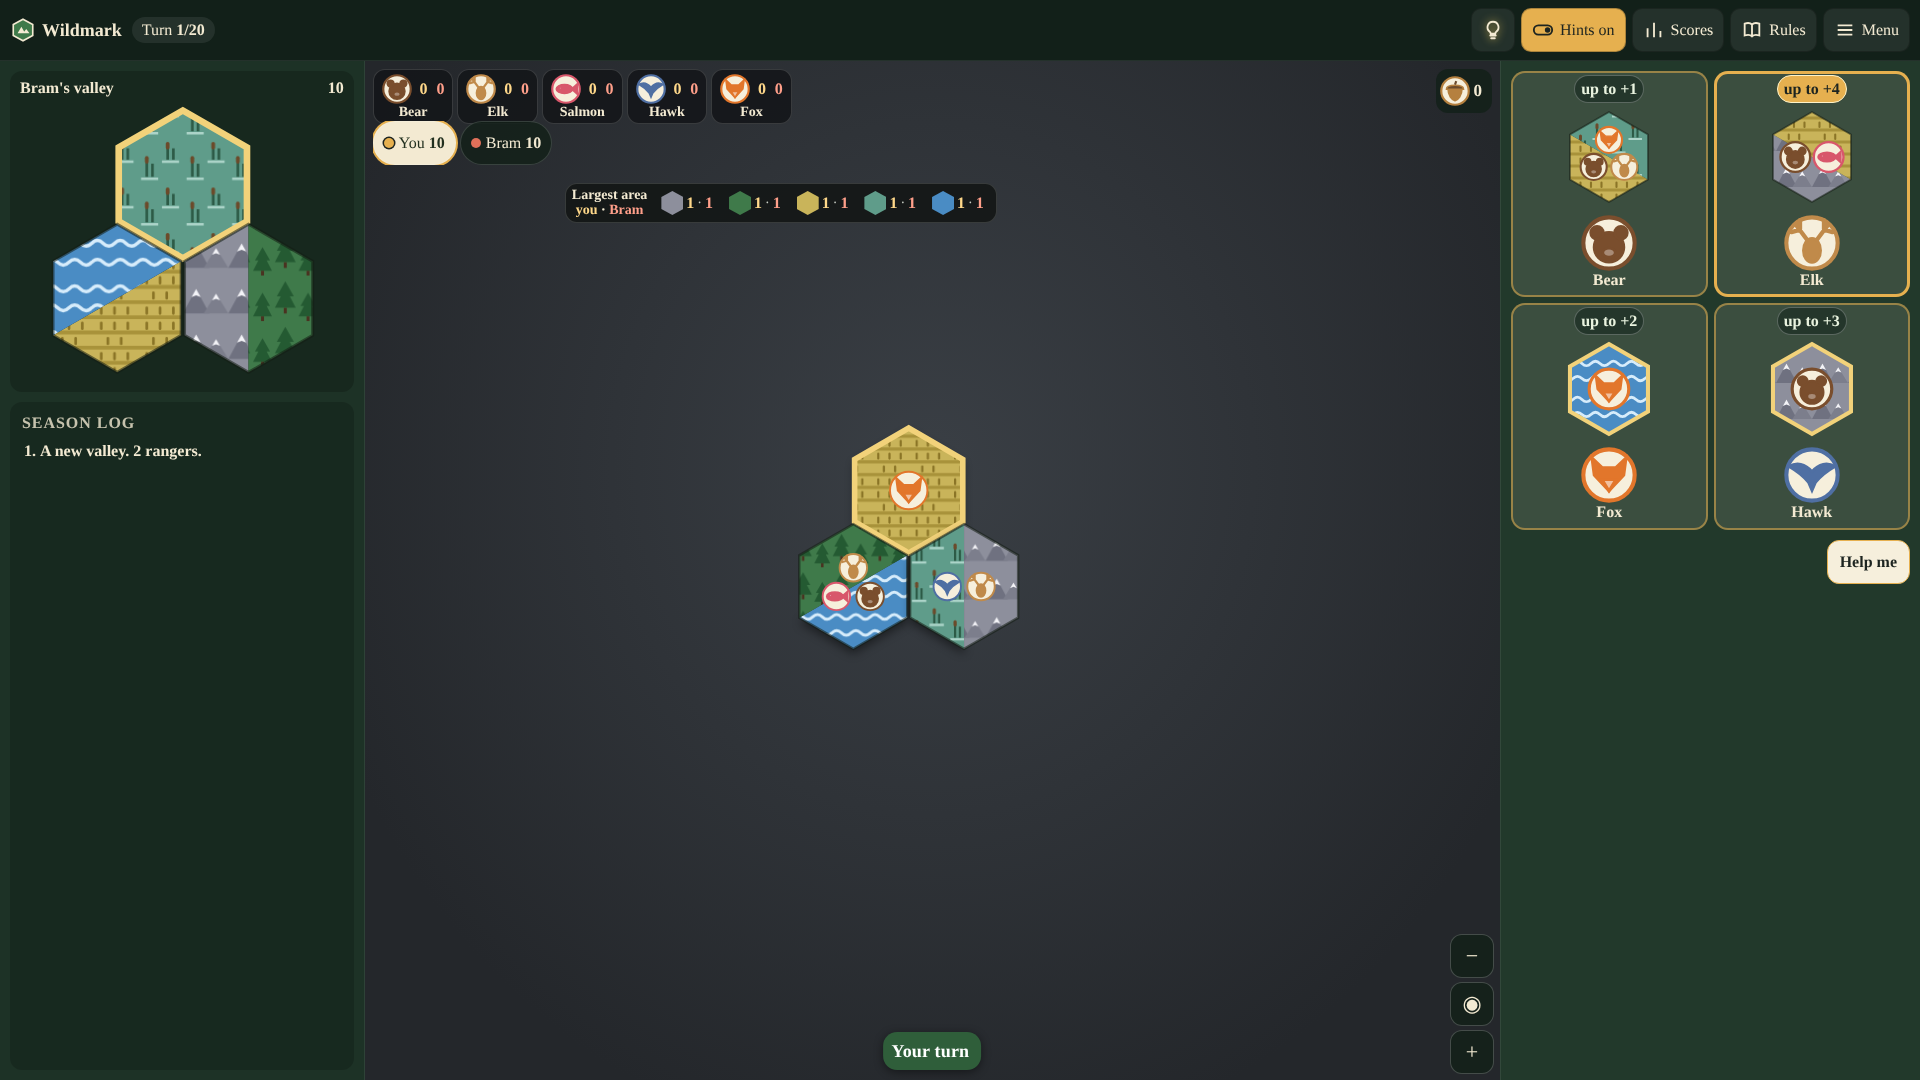 Wildmark
Turn 1/20
Hints on
Scores
Rules
Menu
Bram's valley 10
SEASON LOG
1. A new valley. 2 rangers.
0 0
Bear
0 0
Elk
0 0
Salmon
0 0
Hawk
0 0
Fox
0
You 10
Bram 10
Largest area
you · Bram
1 · 1
1 · 1
1 · 1
1 · 1
1 · 1
Your turn
−
+
up to +1
Bear
up to +4
Elk
up to +2
Fox
up to +3
Hawk
Help me